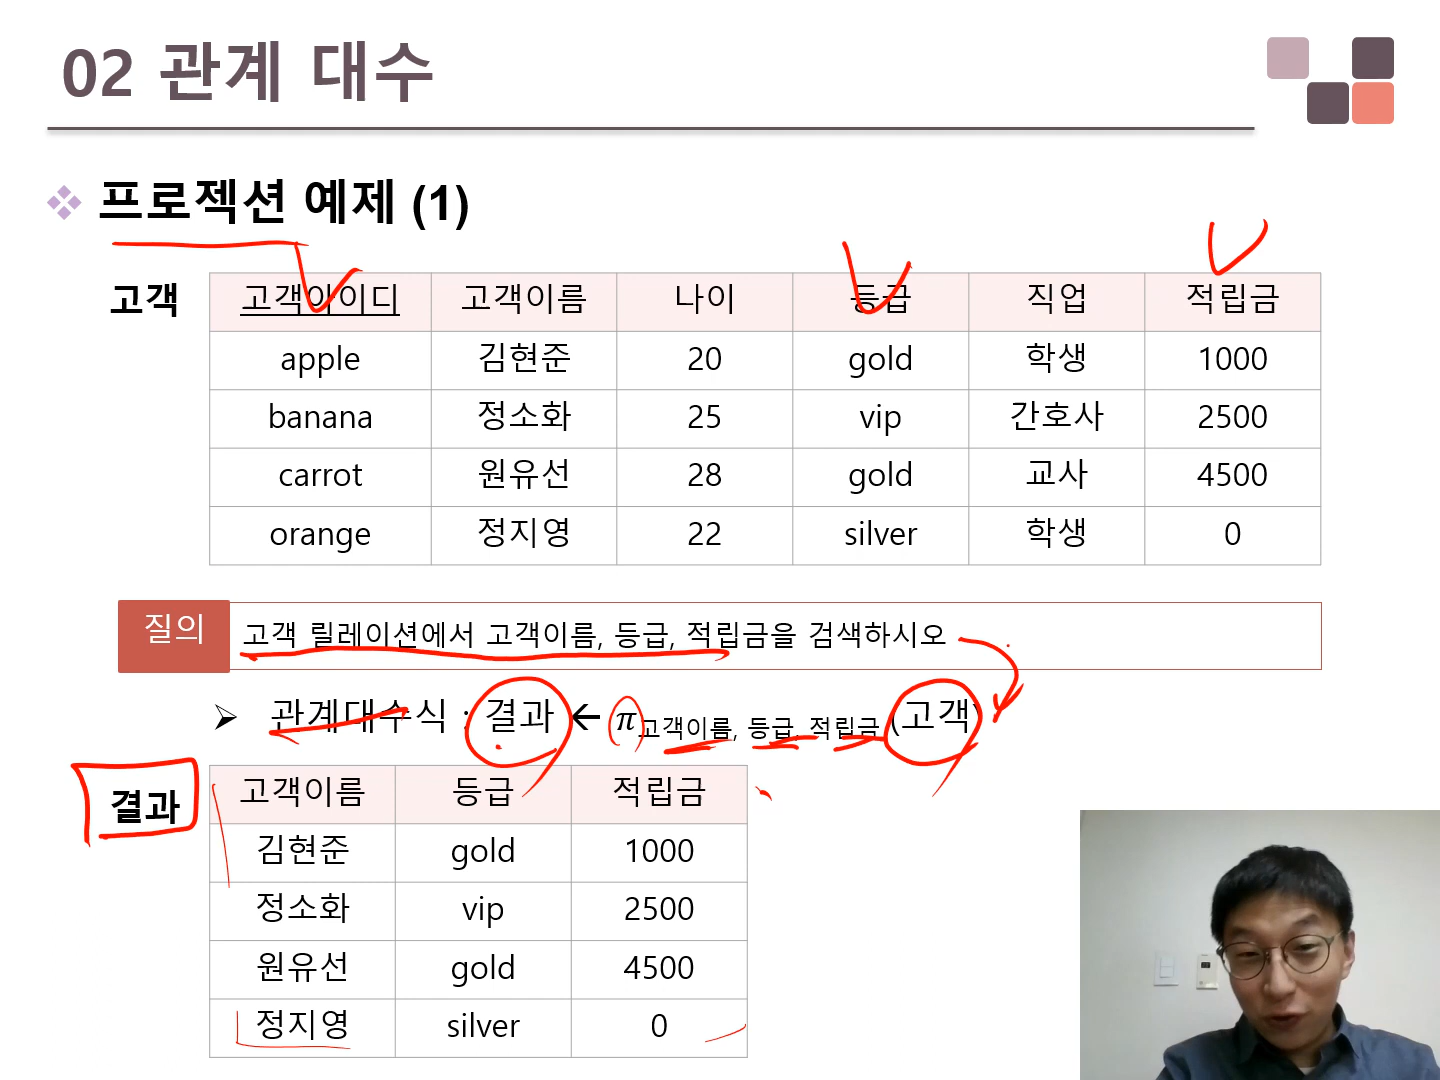 02 관계 대수
프로젝션 예제 (1)
고객
고객아이디 고객이름 나이 등급 직업 적립금
apple 김현준 20 gold 학생 1000
banana 정소화 25 vip 간호사 2500
carrot 원유선 28 gold 교사 4500
orange 정지영 22 silver 학생 0
질의 고객 릴레이션에서 고객이름, 등급, 적립금을 검색하시오
➢ 관계대수식 : 결과 ← π고객이름, 등급, 적립금 (고객)
결과
고객이름 등급 적립금
김현준 gold 1000
정소화 vip 2500
원유선 gold 4500
정지영 silver 0